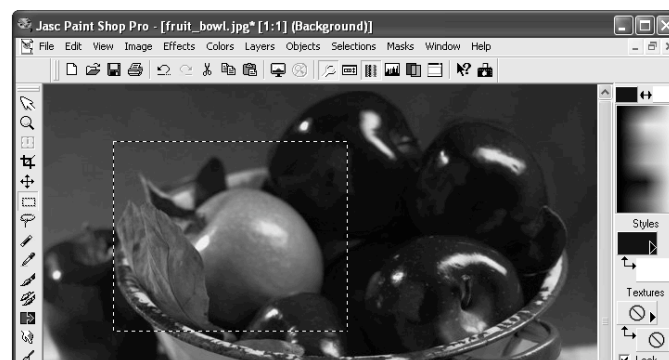 Jasc Paint Shop Pro - [fruit_bowl.jpg* [1:1] (Background)]
File Edit View Image Effects Colors Layers Objects Selections Masks Window Help
Styles
Textures
Lock